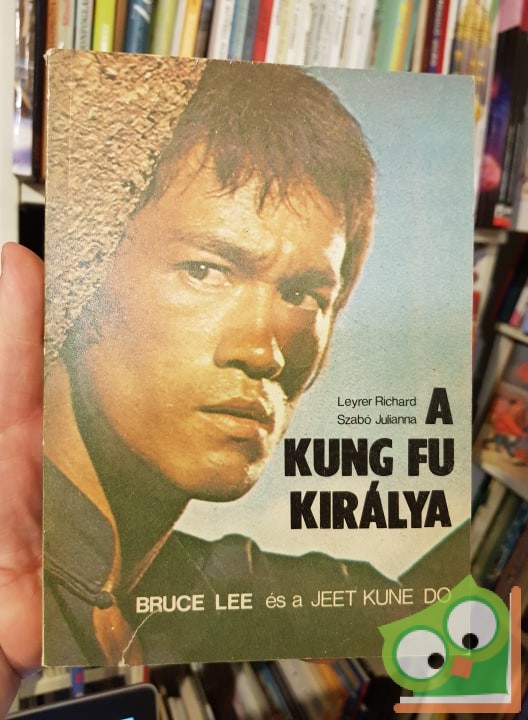 Leyrer Richard
Szabó Julianna
A
KUNG FU
KIRÁLYA
BRUCE LEE és a JEET KUNE DO